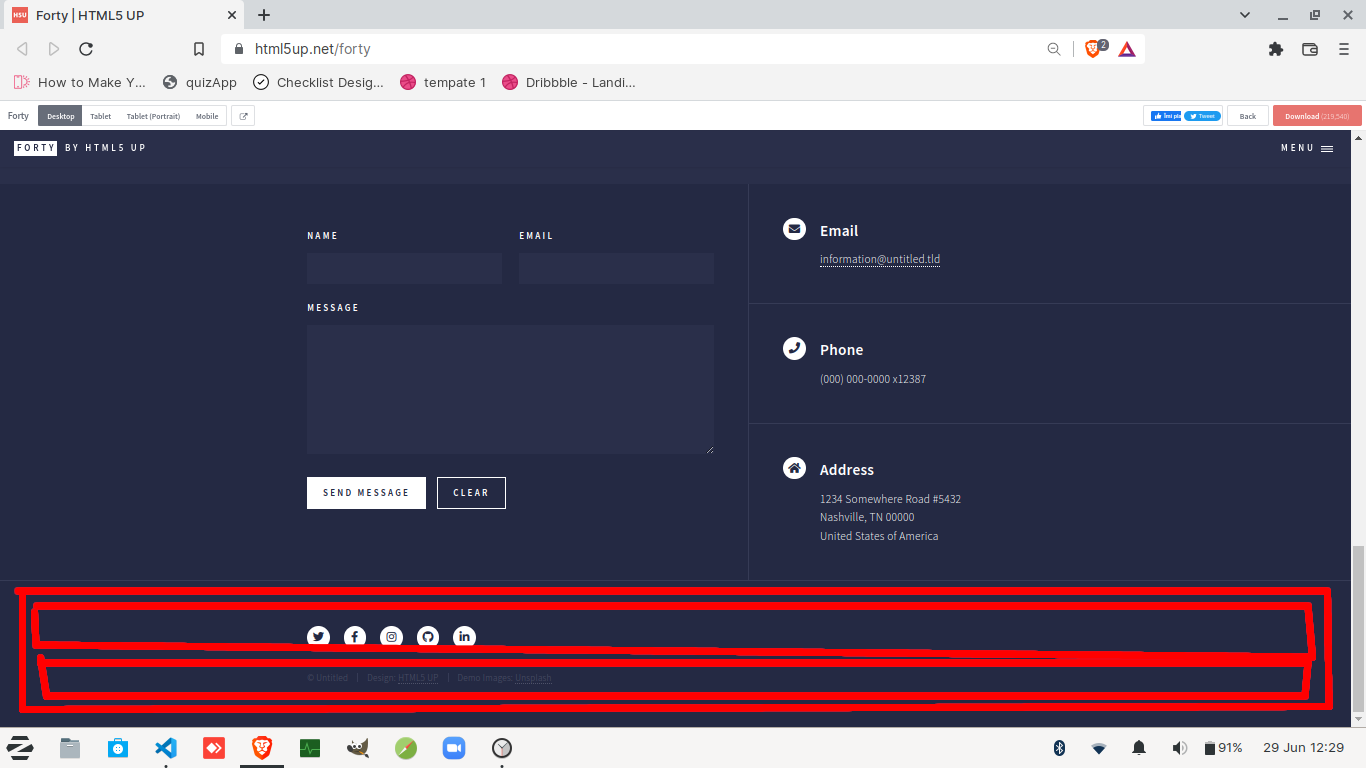 HSU Forty | HTML5 UP
html5up.net/forty 2
How to Make Y... quizApp Checklist Desig... tempate 1 Dribbble - Landi...
Forty Desktop Tablet Tablet (Portrait) Mobile Tweet Back Download (219,540)
FORTY BY HTML5 UP MENU
NAME EMAIL
MESSAGE
SEND MESSAGE CLEAR
Email
information@untitled.tld
Phone
(000) 000-0000 x12387
Address
1234 Somewhere Road #5432
Nashville, TN 00000
United States of America
© Untitled Design: HTML5 UP Demo Images: Unsplash
91% 29 Jun 12:29